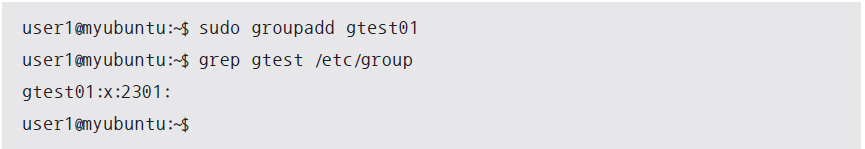 user1@myubuntu:~$ sudo groupadd gtest01
user1@myubuntu:~$ grep gtest /etc/group
gtest01:x:2301:
user1@myubuntu:~$